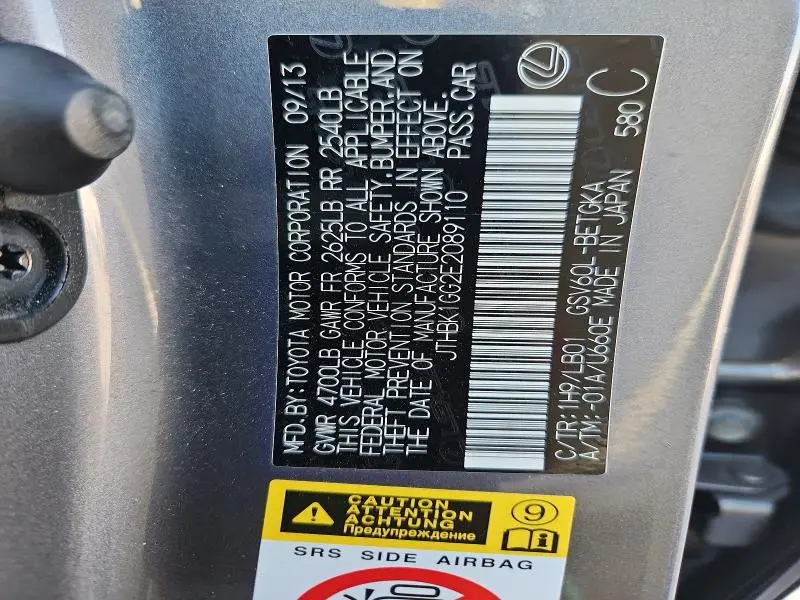 MFD.BY:TOYOTA MOTOR CORPORATION 09/13
GVWR 4700LB GAWR FR 2625LB RR 2540LB
THIS VEHICLE CONFORMS TO ALL APPLICABLE
FEDERAL MOTOR VEHICLE SAFETY,BUMPER,AND
THEFT PREVENTION STANDARDS IN EFFECT ON
THE DATE OF MANUFACTURE SHOWN ABOVE.
JTHBK1GG2E2089110 PASS.CAR
C/TR:1H9/LB01 GSV60L-BETGKA
A/TM:-01A/U660E MADE IN JAPAN 580 C
CAUTION
ATTENTION
ACHTUNG
Предупреждение
9
SRS SIDE AIRBAG